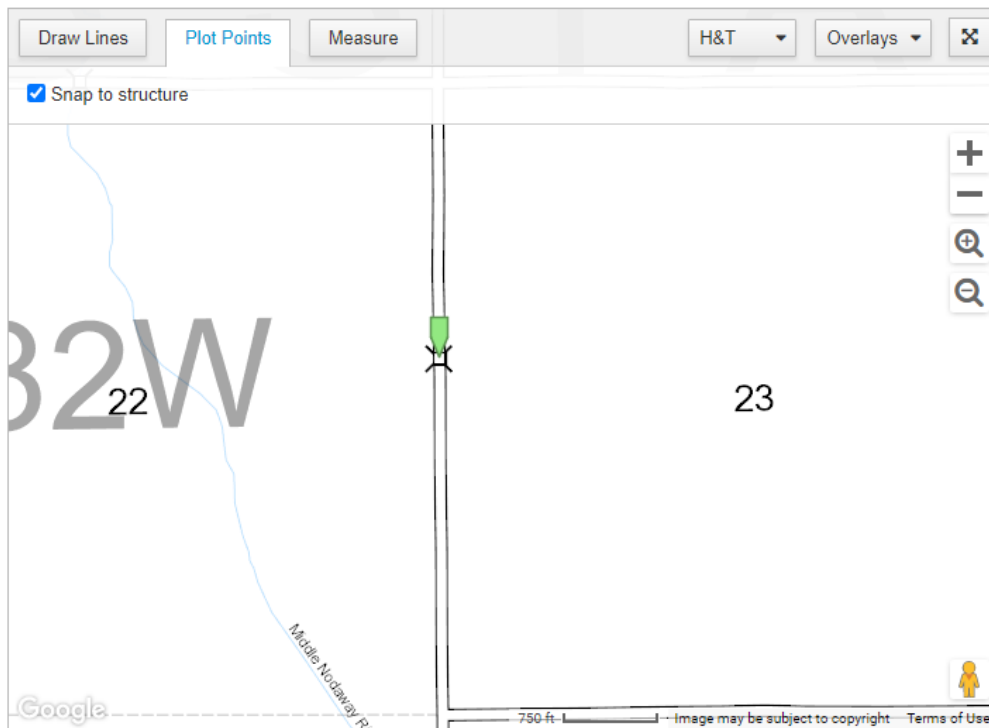 Draw Lines
Plot Points
Measure
H&T
Overlays
Snap to structure
32W
22
23
Middle Nodaway R
Google
750 ft
Image may be subject to copyright
Terms of Use